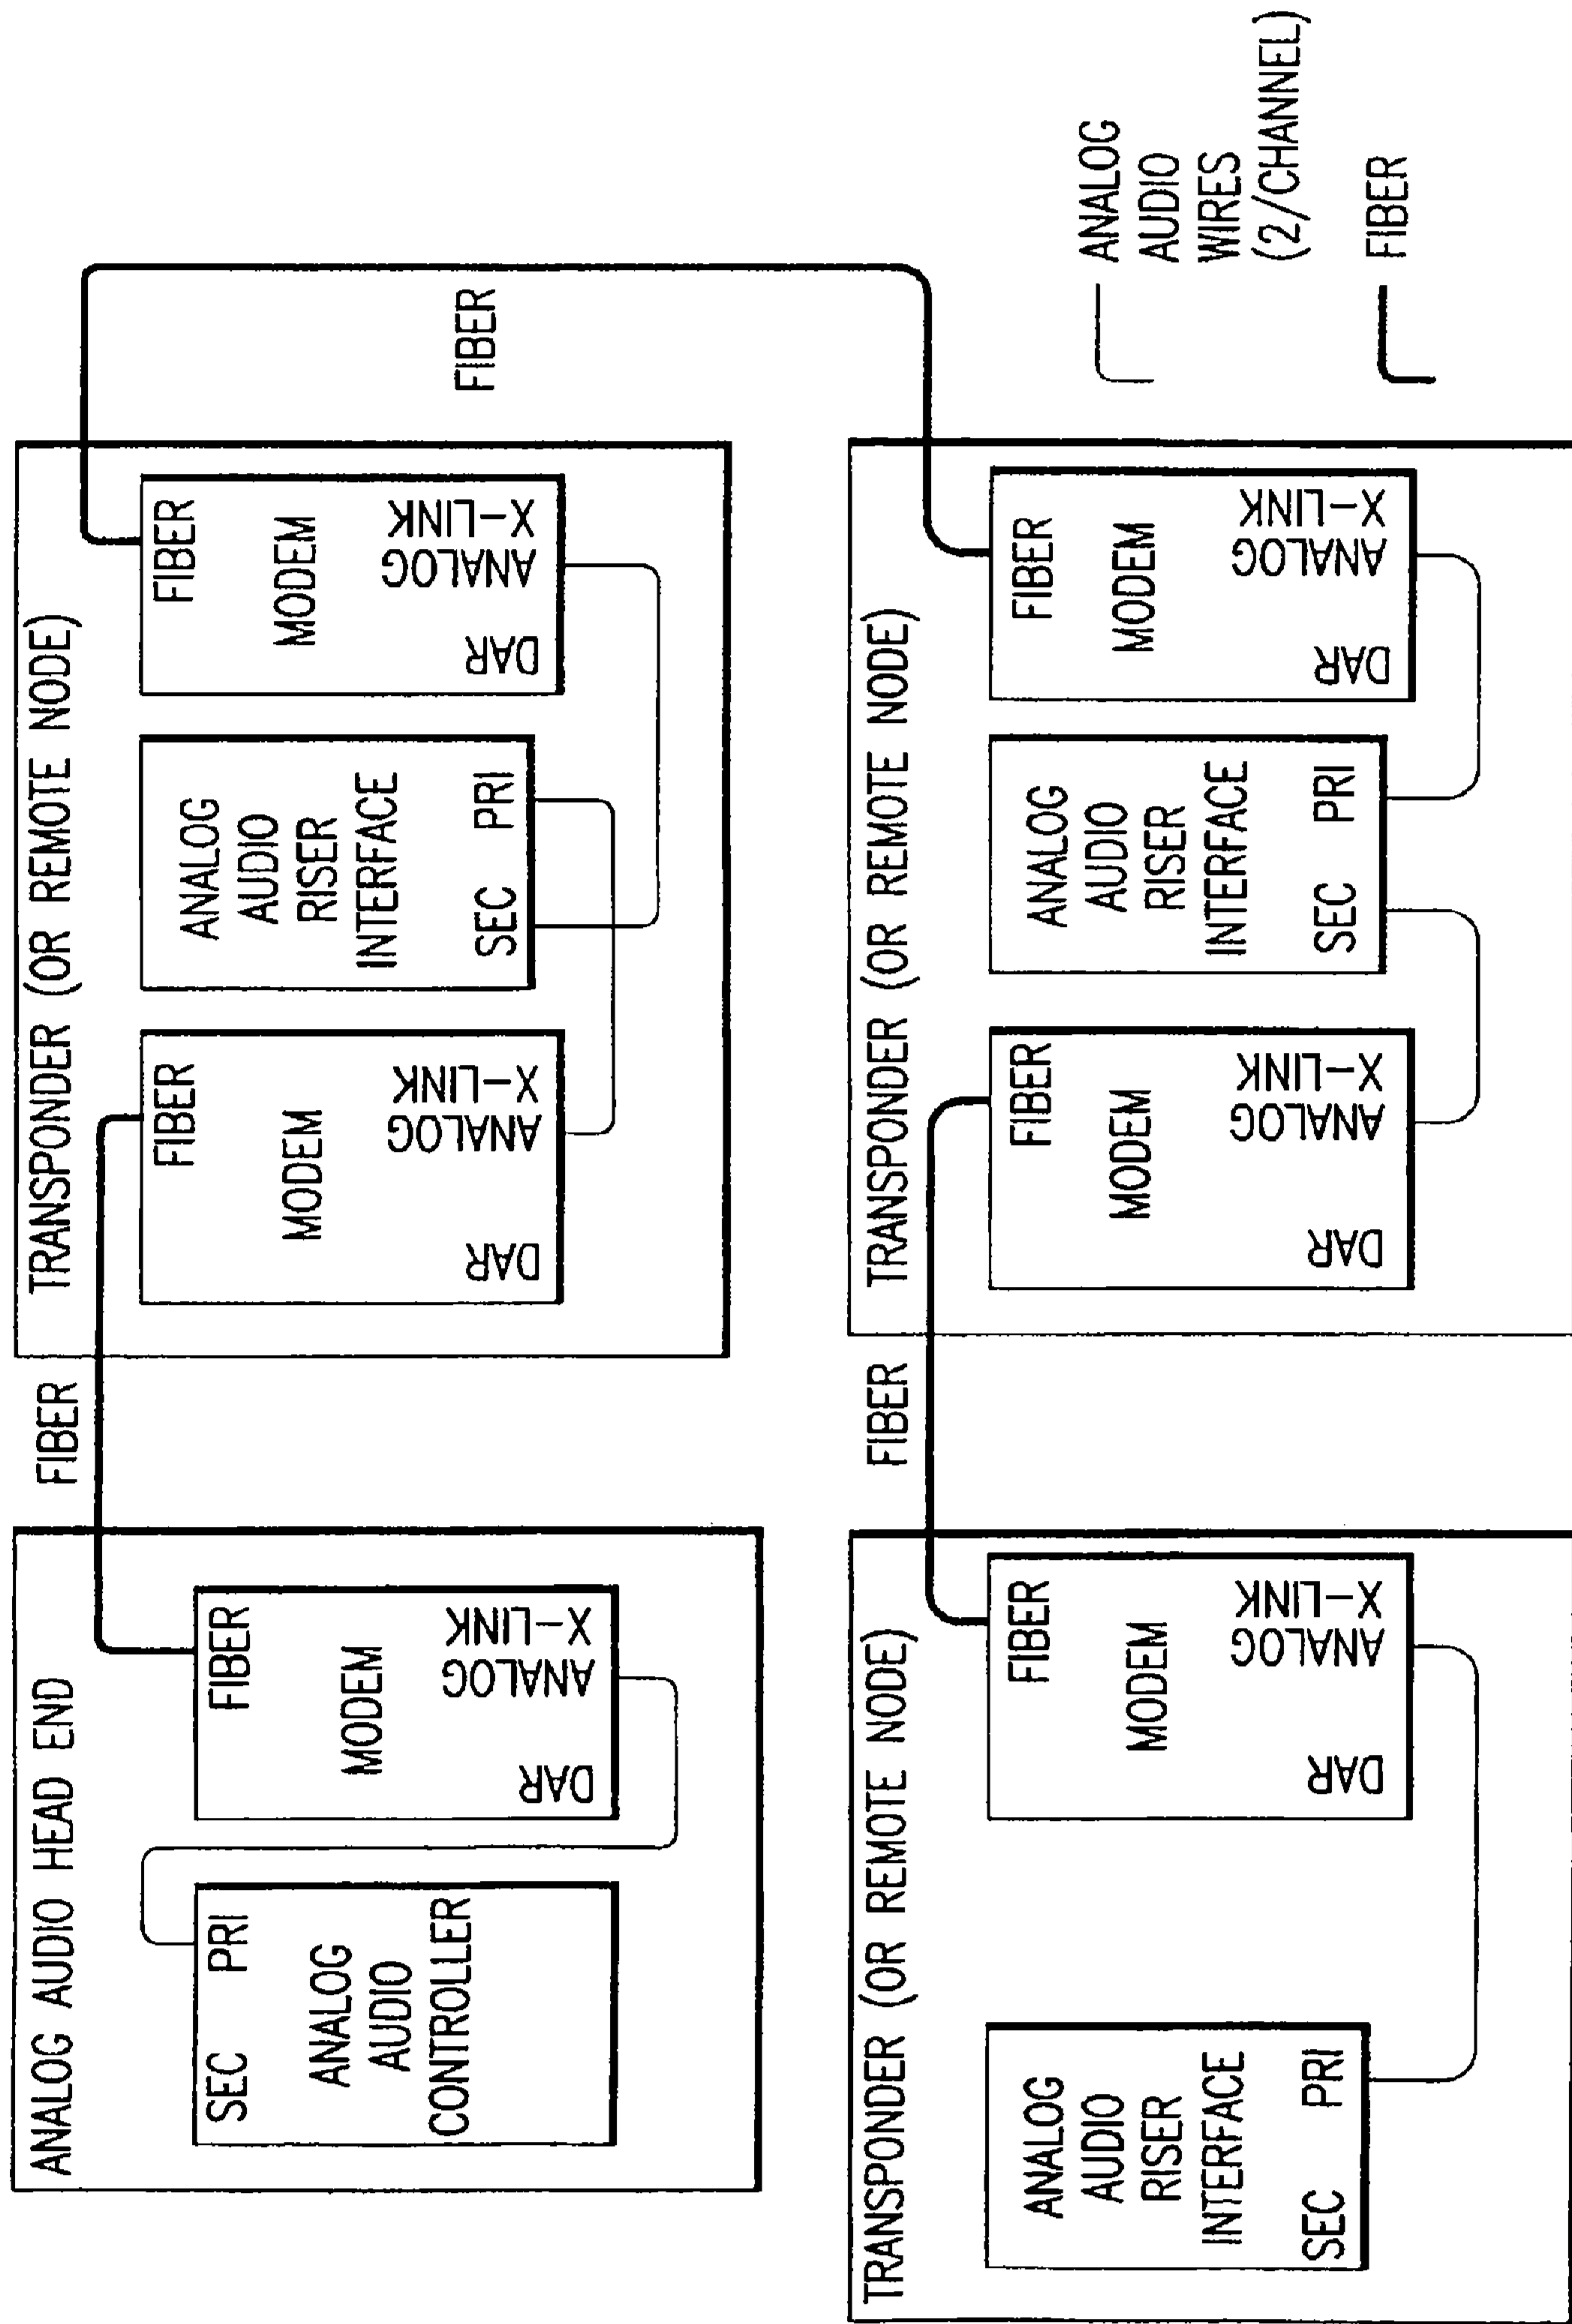 ANALOG AUDIO HEAD END
SEC PRI
ANALOG
AUDIO
CONTROLLER
FIBER
MODEM
DAR
ANALOG
X-LINK
FIBER
TRANSPONDER (OR REMOTE NODE)
FIBER
MODEM
DAR
ANALOG
X-LINK
ANALOG
AUDIO
RISER
INTERFACE
SEC PRI
FIBER
MODEM
DAR
ANALOG
X-LINK
FIBER
TRANSPONDER (OR REMOTE NODE)
ANALOG
AUDIO
RISER
INTERFACE
SEC PRI
FIBER
MODEM
DAR
ANALOG
X-LINK
FIBER
TRANSPONDER (OR REMOTE NODE)
FIBER
MODEM
DAR
ANALOG
X-LINK
ANALOG
AUDIO
RISER
INTERFACE
SEC PRI
FIBER
MODEM
DAR
ANALOG
X-LINK
ANALOG
AUDIO
WIRES
(2/CHANNEL)
FIBER